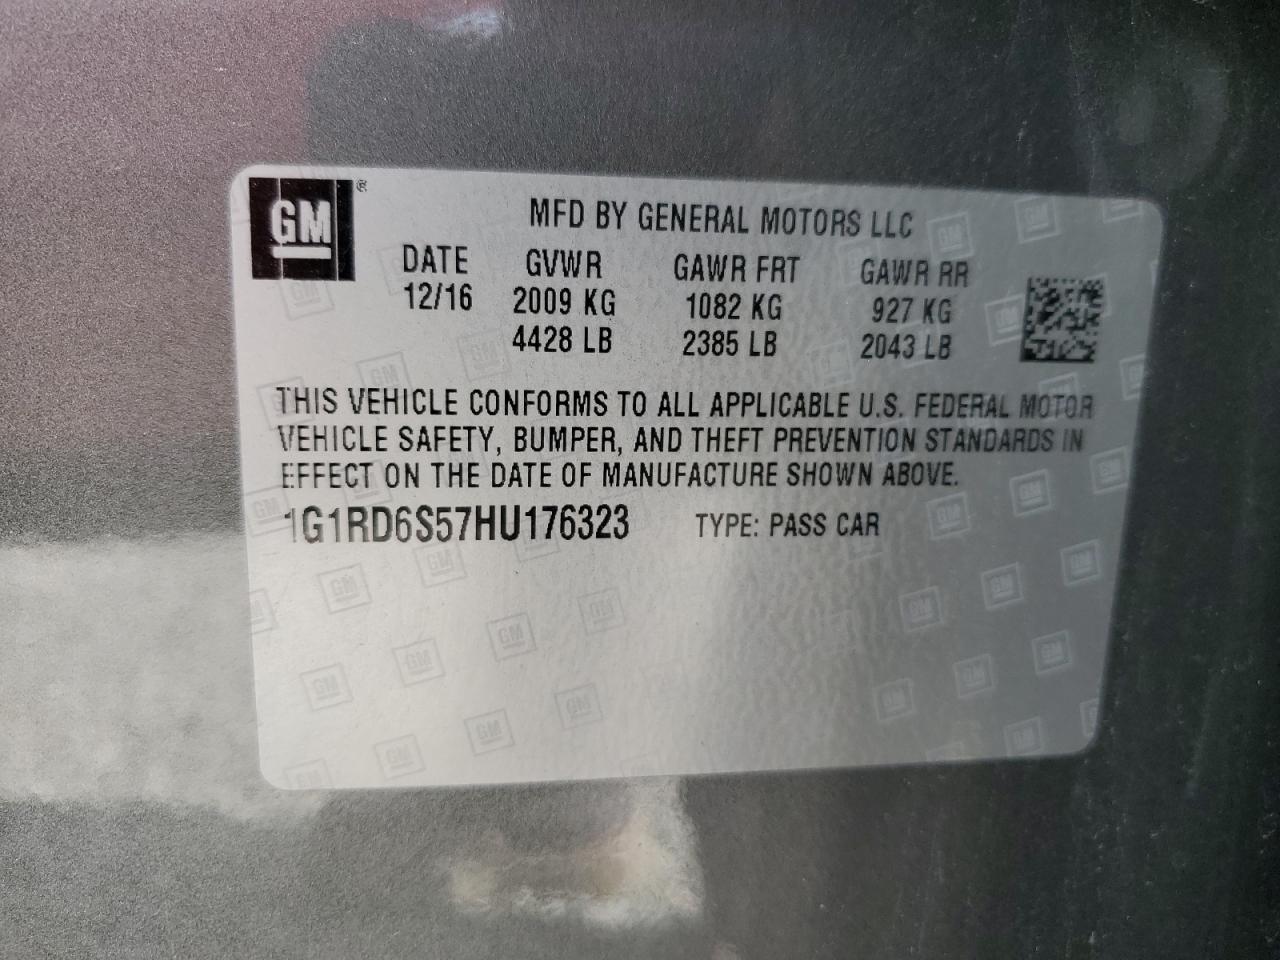 GM ®
MFD BY GENERAL MOTORS LLC
DATE GVWR GAWR FRT GAWR RR
12/16 2009 KG 1082 KG 927 KG
4428 LB 2385 LB 2043 LB
THIS VEHICLE CONFORMS TO ALL APPLICABLE U.S. FEDERAL MOTOR
VEHICLE SAFETY, BUMPER, AND THEFT PREVENTION STANDARDS IN
EFFECT ON THE DATE OF MANUFACTURE SHOWN ABOVE.
1G1RD6S57HU176323 TYPE: PASS CAR